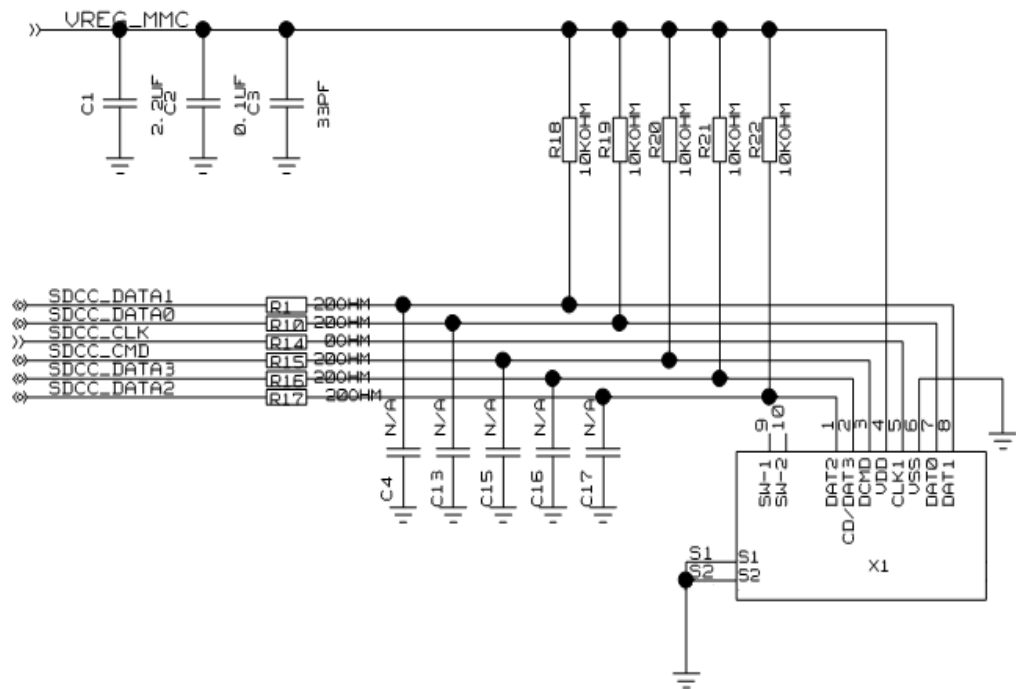 VREG_MMC
C1
2.2UF
C2
0.1UF
C3
33PF
R18
10KOHM
R19
10KOHM
R20
10KOHM
R21
10KOHM
R22
10KOHM
SDCC_DATA1
R1
20OHM
SDCC_DATA0
R10
20OHM
SDCC_CLK
R14
0OHM
SDCC_CMD
R15
20OHM
SDCC_DATA3
R16
20OHM
SDCC_DATA2
R17
20OHM
N/A
N/A
N/A
N/A
N/A
C4
C13
C15
C16
C17
9
10
1
2
3
4
5
6
7
8
SW-1
SW-2
DAT2
CD/DAT3
DCMD
VDD
CLK1
VSS
DAT0
DAT1
S1
S1
S2
S2
X1